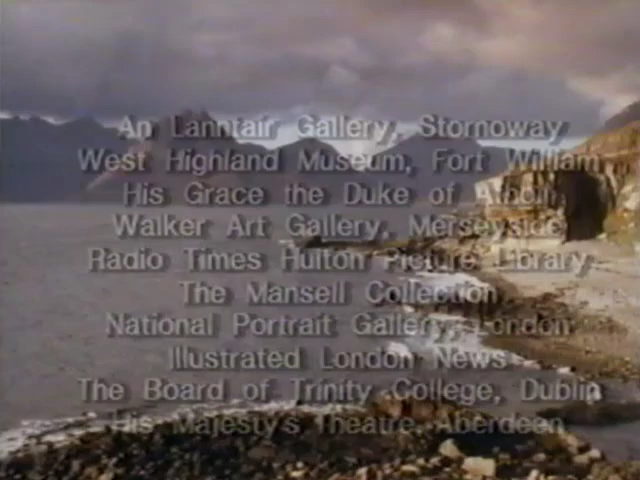 An Lanntair Gallery, Stornoway
West Highland Museum, Fort William
His Grace the Duke of Atholl
Walker Art Gallery, Merseyside
Radio Times Hulton Picture Library
The Mansell Collection
National Portrait Gallery, London
Illustrated London News
The Board of Trinity College, Dublin
His Majesty's Theatre, Aberdeen